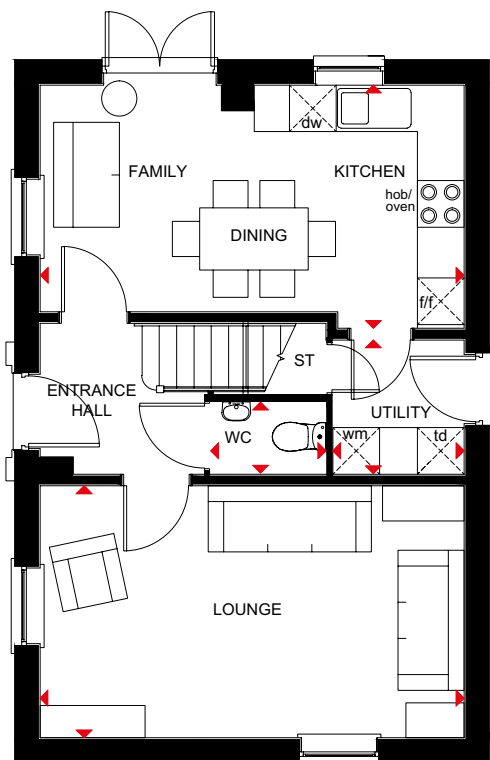 dw
FAMILY
KITCHEN
hob/
oven
DINING
f/f
ST
ENTRANCE
HALL
UTILITY
WC
wm
td
LOUNGE